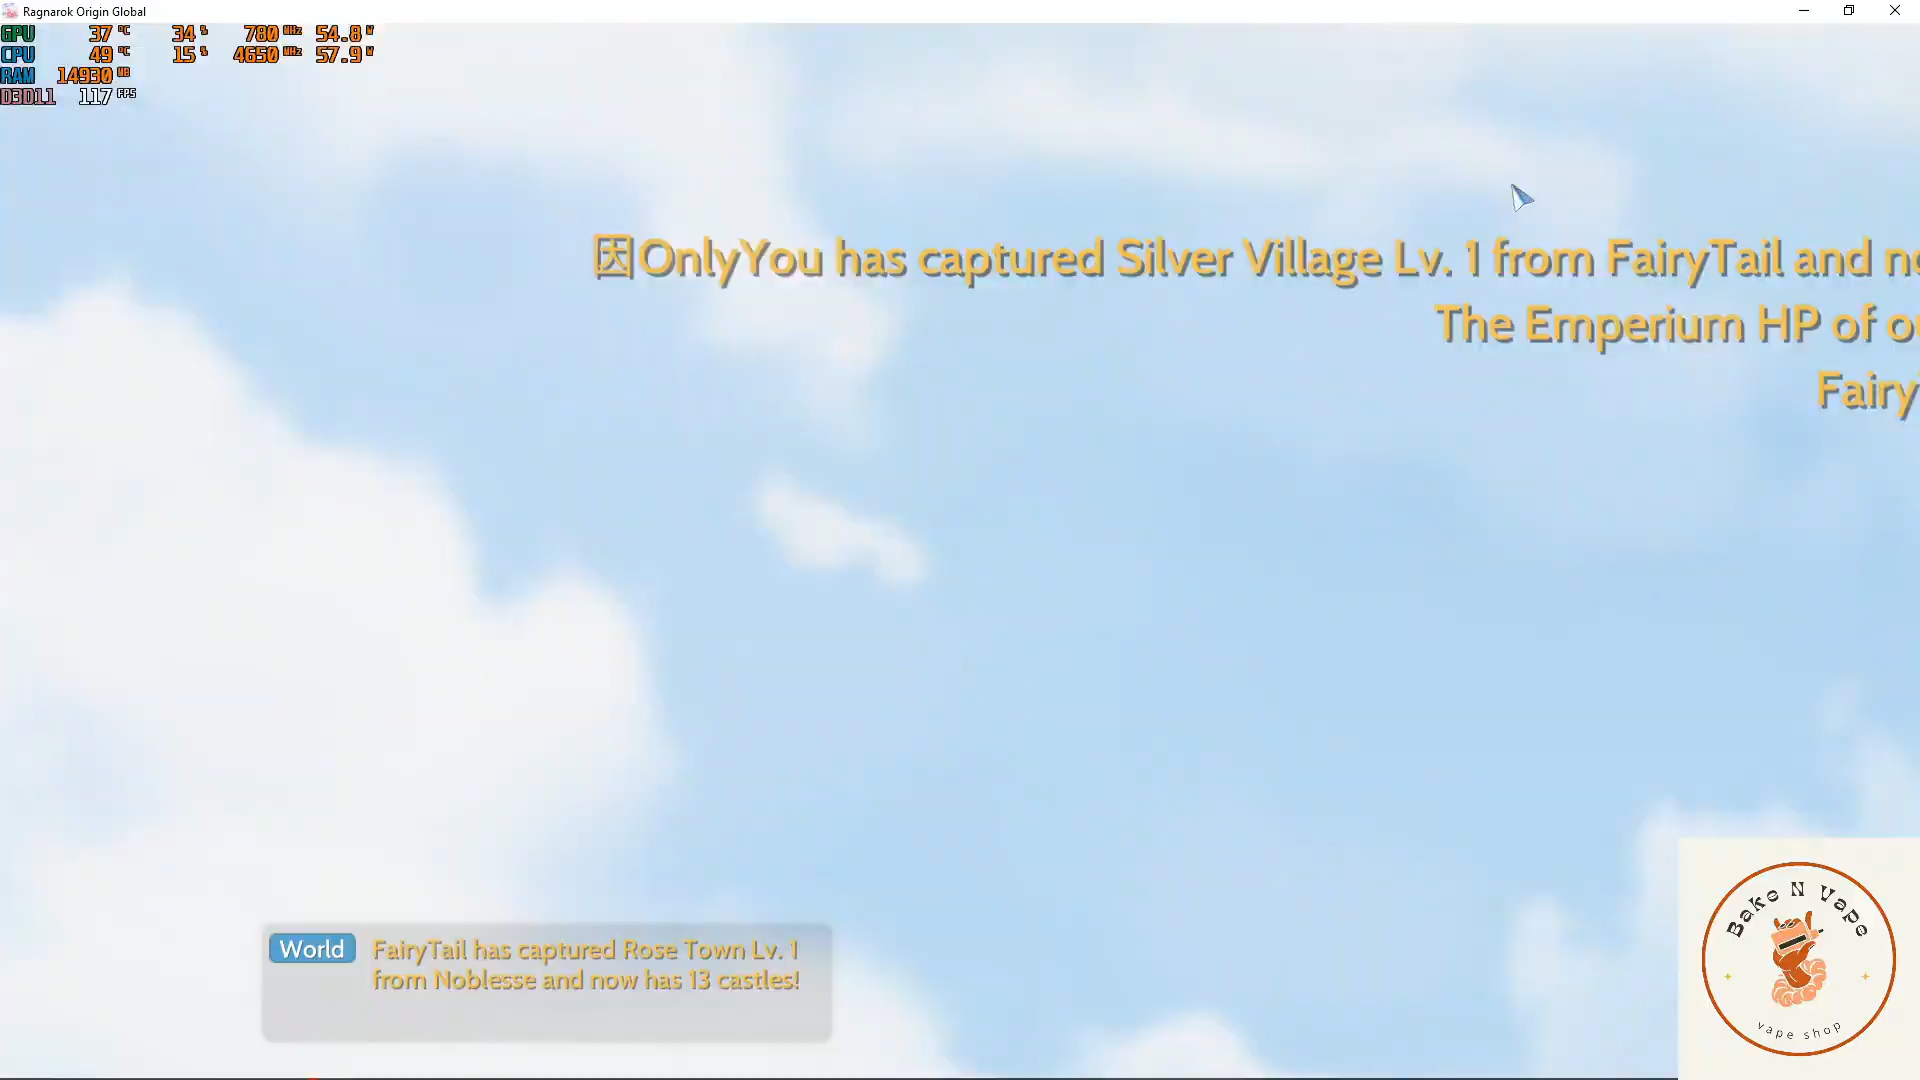 Ragnarok Origin Global
GPU 37 °C 34 % 780 MHz 54.8 W
CPU 49 °C 15 % 4650 MHz 57.9 W
RAM 14930 MB
D3D11 117 FPS
因OnlyYou has captured Silver Village Lv. 1 from FairyTail and
The Emperium HP of
World
FairyTail has captured Rose Town Lv. 1
from Noblesse and now has 13 castles!
Bake N Vape
vape shop